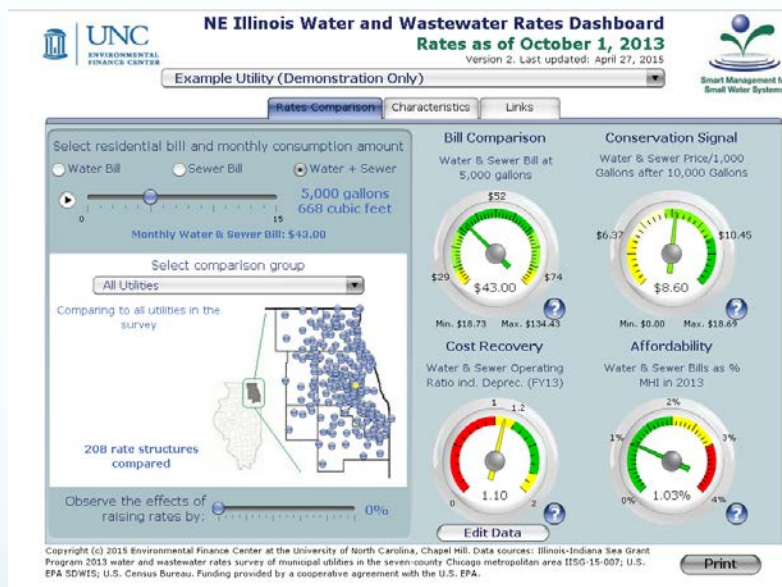 UNC
ENVIRONMENTAL
FINANCE CENTER
NE Illinois Water and Wastewater Rates Dashboard
Rates as of October 1, 2013
Version 2. Last updated: April 27, 2015
Smart Management for
Small Water Systems
Example Utility (Demonstration Only)
Rates Comparison
Characteristics
Links
Select residential bill and monthly consumption amount
Water Bill
Sewer Bill
Water + Sewer
5,000 gallons
668 cubic feet
0
15
Monthly Water & Sewer Bill: $43.00
Select comparison group
All Utilities
Comparing to all utilities in the
survey
208 rate structures
compared
Observe the effects of
raising rates by:
0%
Bill Comparison
Water & Sewer Bill at
5,000 gallons
$52
$29
$74
$43.00
?
Min. $18.73 Max. $134.43
Conservation Signal
Water & Sewer Price/1,000
Gallons after 10,000 Gallons
$6.37
$10.45
$8.60
?
Min. $0.00 Max. $18.69
Cost Recovery
Water & Sewer Operating
Ratio incl. Deprec. (FY13)
1
1.2
0
2
1.10
?
Edit Data
Affordability
Water & Sewer Bills as %
MHI in 2013
2%
1%
3%
0%
4%
1.03%
?
Copyright (c) 2015 Environmental Finance Center at the University of North Carolina, Chapel Hill. Data sources: Illinois-Indiana Sea Grant
Program 2013 water and wastewater rates survey of municipal utilities in the seven-county Chicago metropolitan area IISG-15-007; U.S.
EPA SDWIS; U.S. Census Bureau. Funding provided by a cooperative agreement with the U.S. EPA.
Print